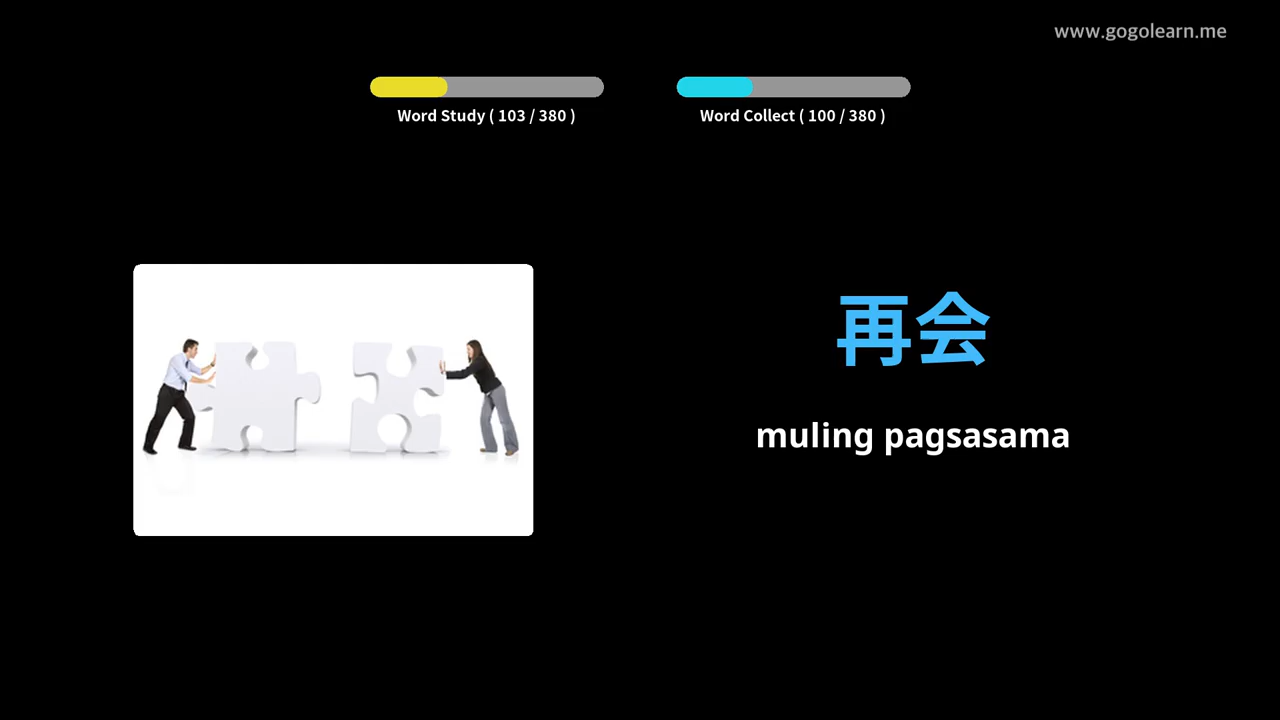 www.gogolearn.me
Word Study ( 103 / 380 )
Word Collect ( 100 / 380 )
再会
muling pagsasama